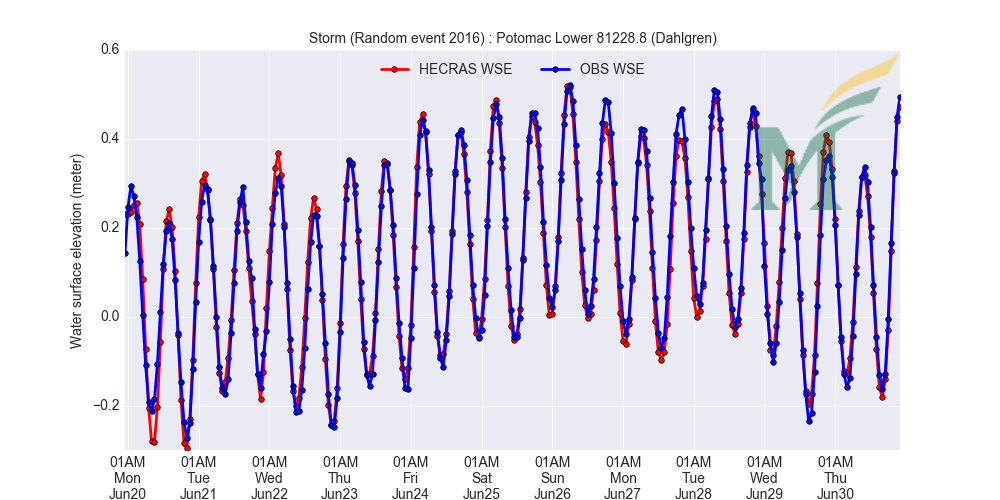 Storm (Random event 2016) : Potomac Lower 81228.8 (Dahlgren)
HECRAS WSE
OBS WSE
M
Water surface elevation (meter)
0.6
0.4
0.2
0.0
−0.2
01AM 01AM 01AM 01AM 01AM 01AM 01AM 01AM 01AM 01AM 01AM
Mon Tue Wed Thu Fri Sat Sun Mon Tue Wed Thu
Jun20 Jun21 Jun22 Jun23 Jun24 Jun25 Jun26 Jun27 Jun28 Jun29 Jun30